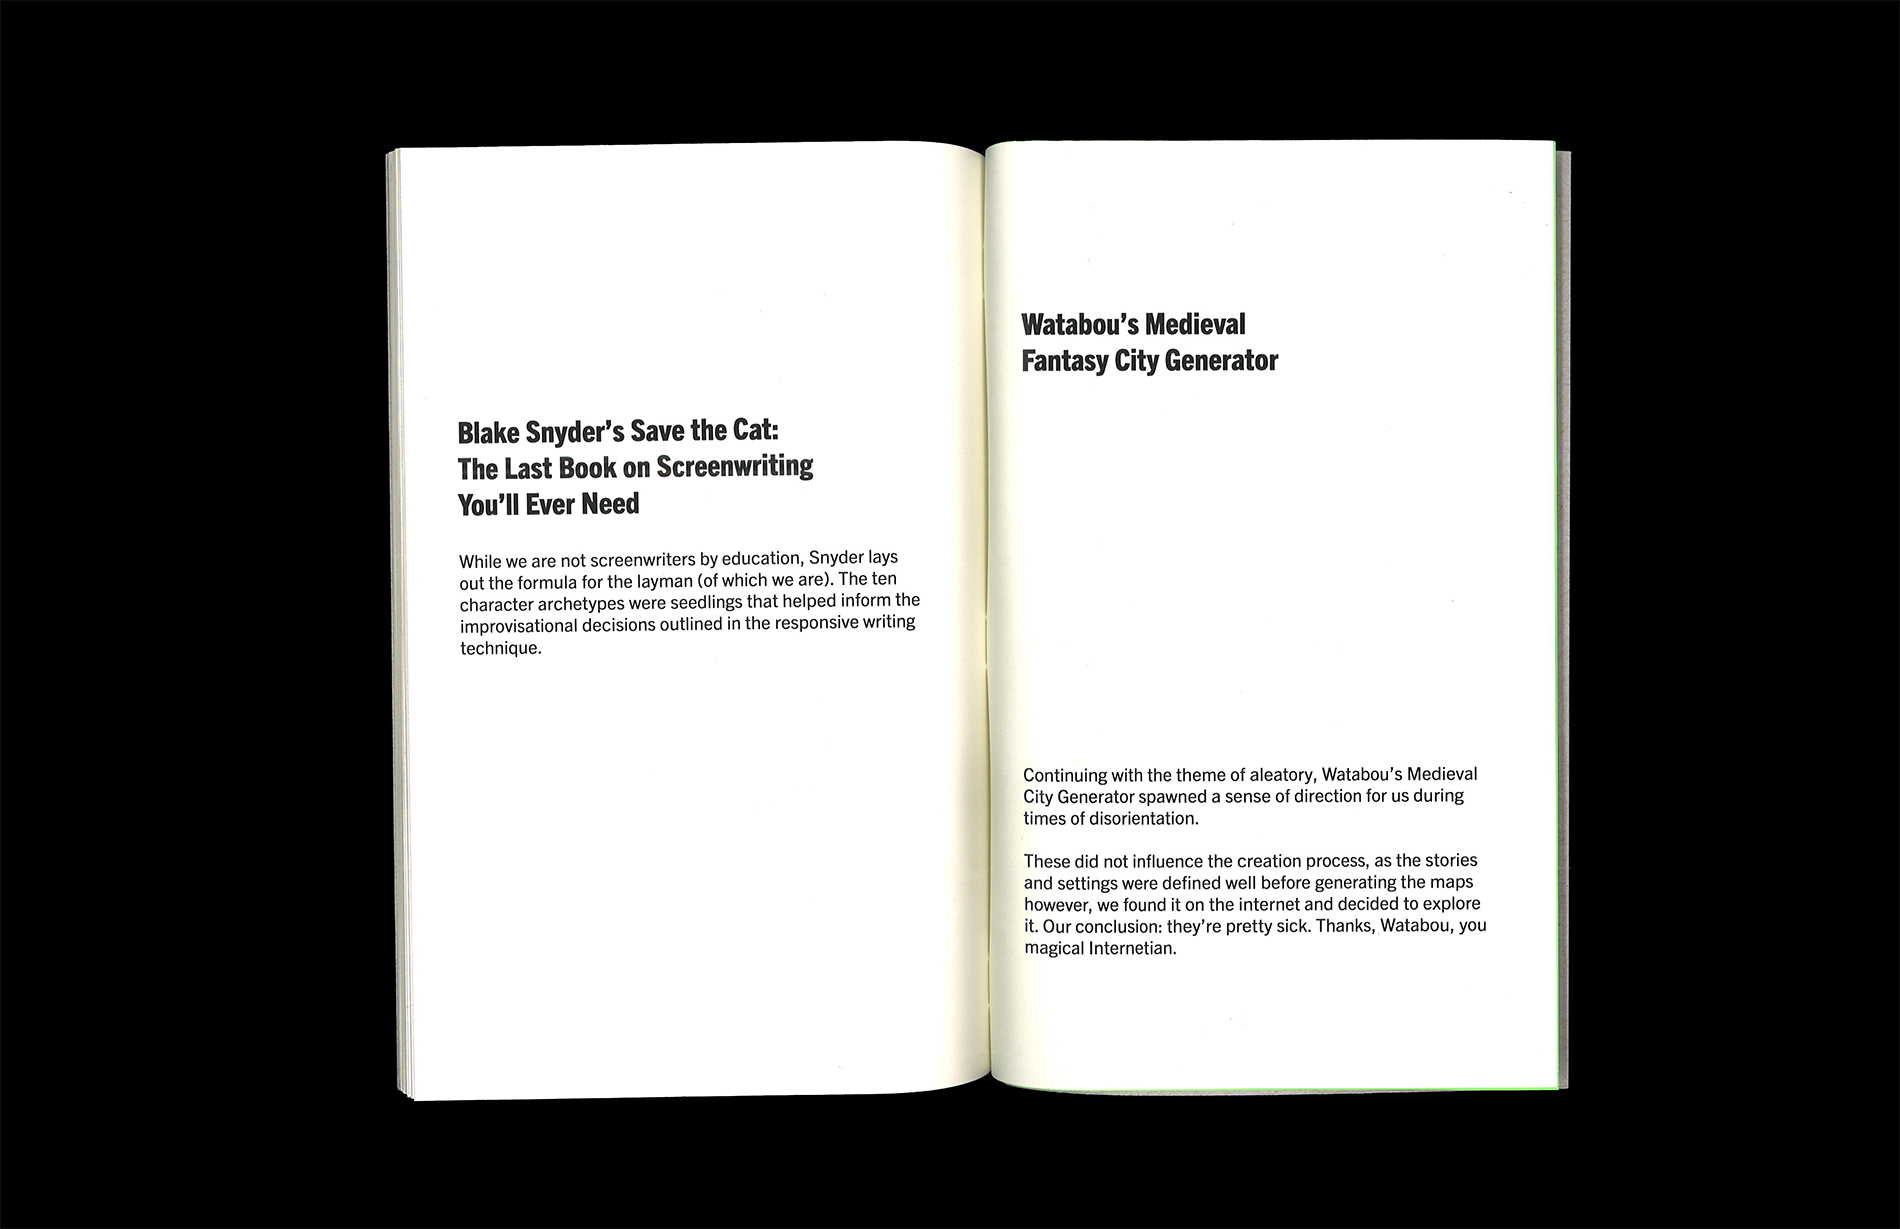 Blake Snyder’s Save the Cat:
The Last Book on Screenwriting
You’ll Ever Need
While we are not screenwriters by education, Snyder lays
out the formula for the layman (of which we are). The ten
character archetypes were seedlings that helped inform the
improvisational decisions outlined in the responsive writing
technique.
Watabou’s Medieval
Fantasy City Generator
Continuing with the theme of aleatory, Watabou’s Medieval
City Generator spawned a sense of direction for us during
times of disorientation.
These did not influence the creation process, as the stories
and settings were defined well before generating the maps
however, we found it on the internet and decided to explore
it. Our conclusion: they’re pretty sick. Thanks, Watabou, you
magical Internetian.